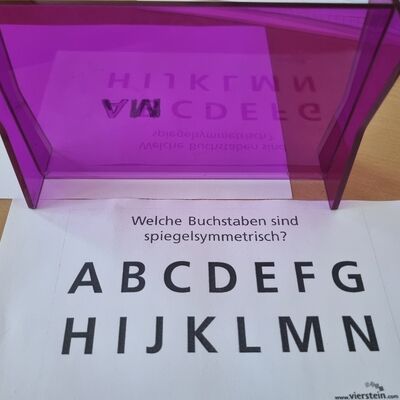 Welche Buchstaben sind
spiegelsymmetrisch?
A B C D E F G
H I J K L M N
www.vierstein.com